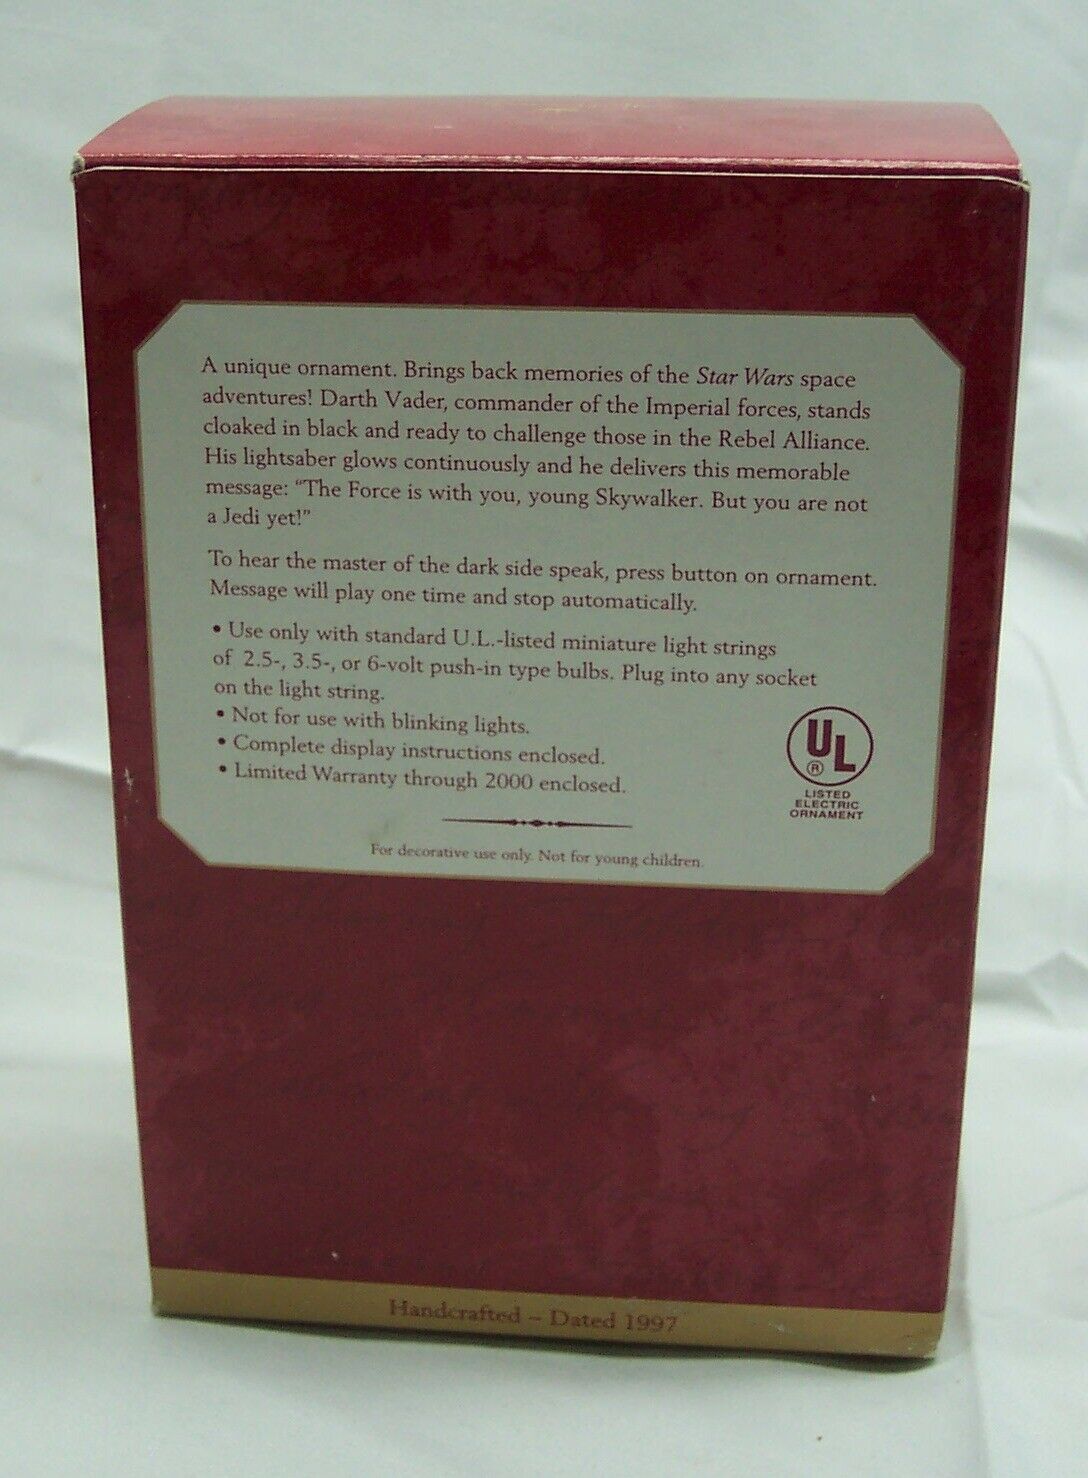 A unique ornament. Brings back memories of the Star Wars space
adventures! Darth Vader, commander of the Imperial forces, stands
cloaked in black and ready to challenge those in the Rebel Alliance.
His lightsaber glows continuously and he delivers this memorable
message: “The Force is with you, young Skywalker. But you are not
a Jedi yet!”
To hear the master of the dark side speak, press button on ornament.
Message will play one time and stop automatically.
• Use only with standard U.L.-listed miniature light strings
of 2.5-, 3.5-, or 6-volt push-in type bulbs. Plug into any socket
on the light string.
• Not for use with blinking lights.
• Complete display instructions enclosed.
• Limited Warranty through 2000 enclosed.
UL
®
LISTED
ELECTRIC
ORNAMENT
For decorative use only. Not for young children.
Handcrafted – Dated 1997